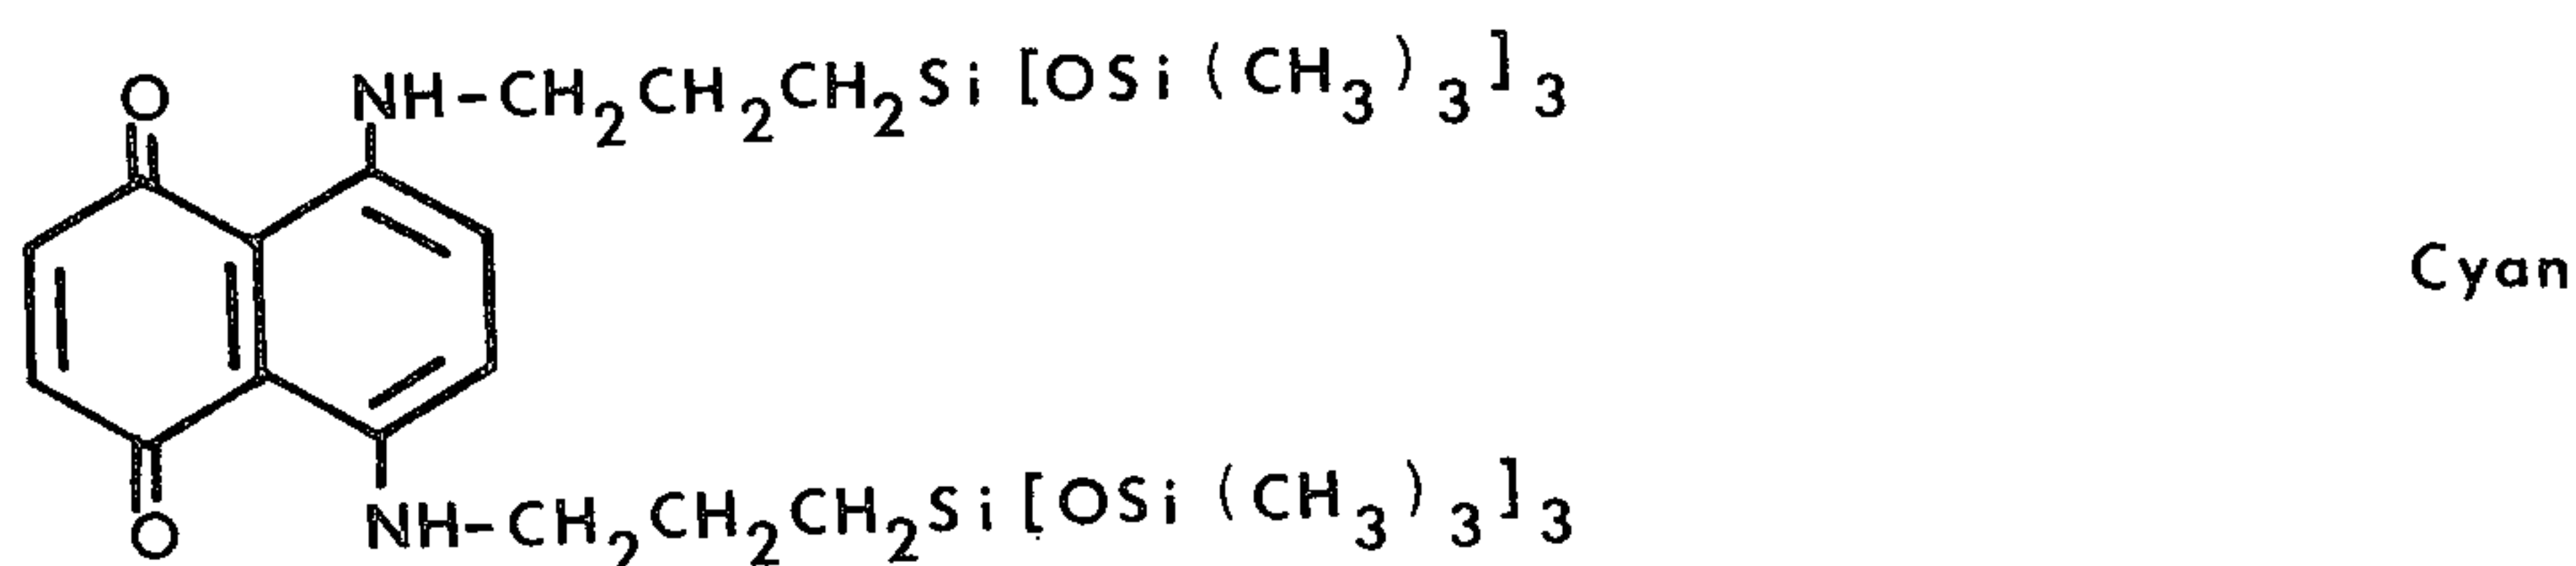 O
NH-CH₂CH₂CH₂Si [OSi (CH₃)₃]₃
Cyan
O
NH-CH₂CH₂CH₂Si [OSi (CH₃)₃]₃